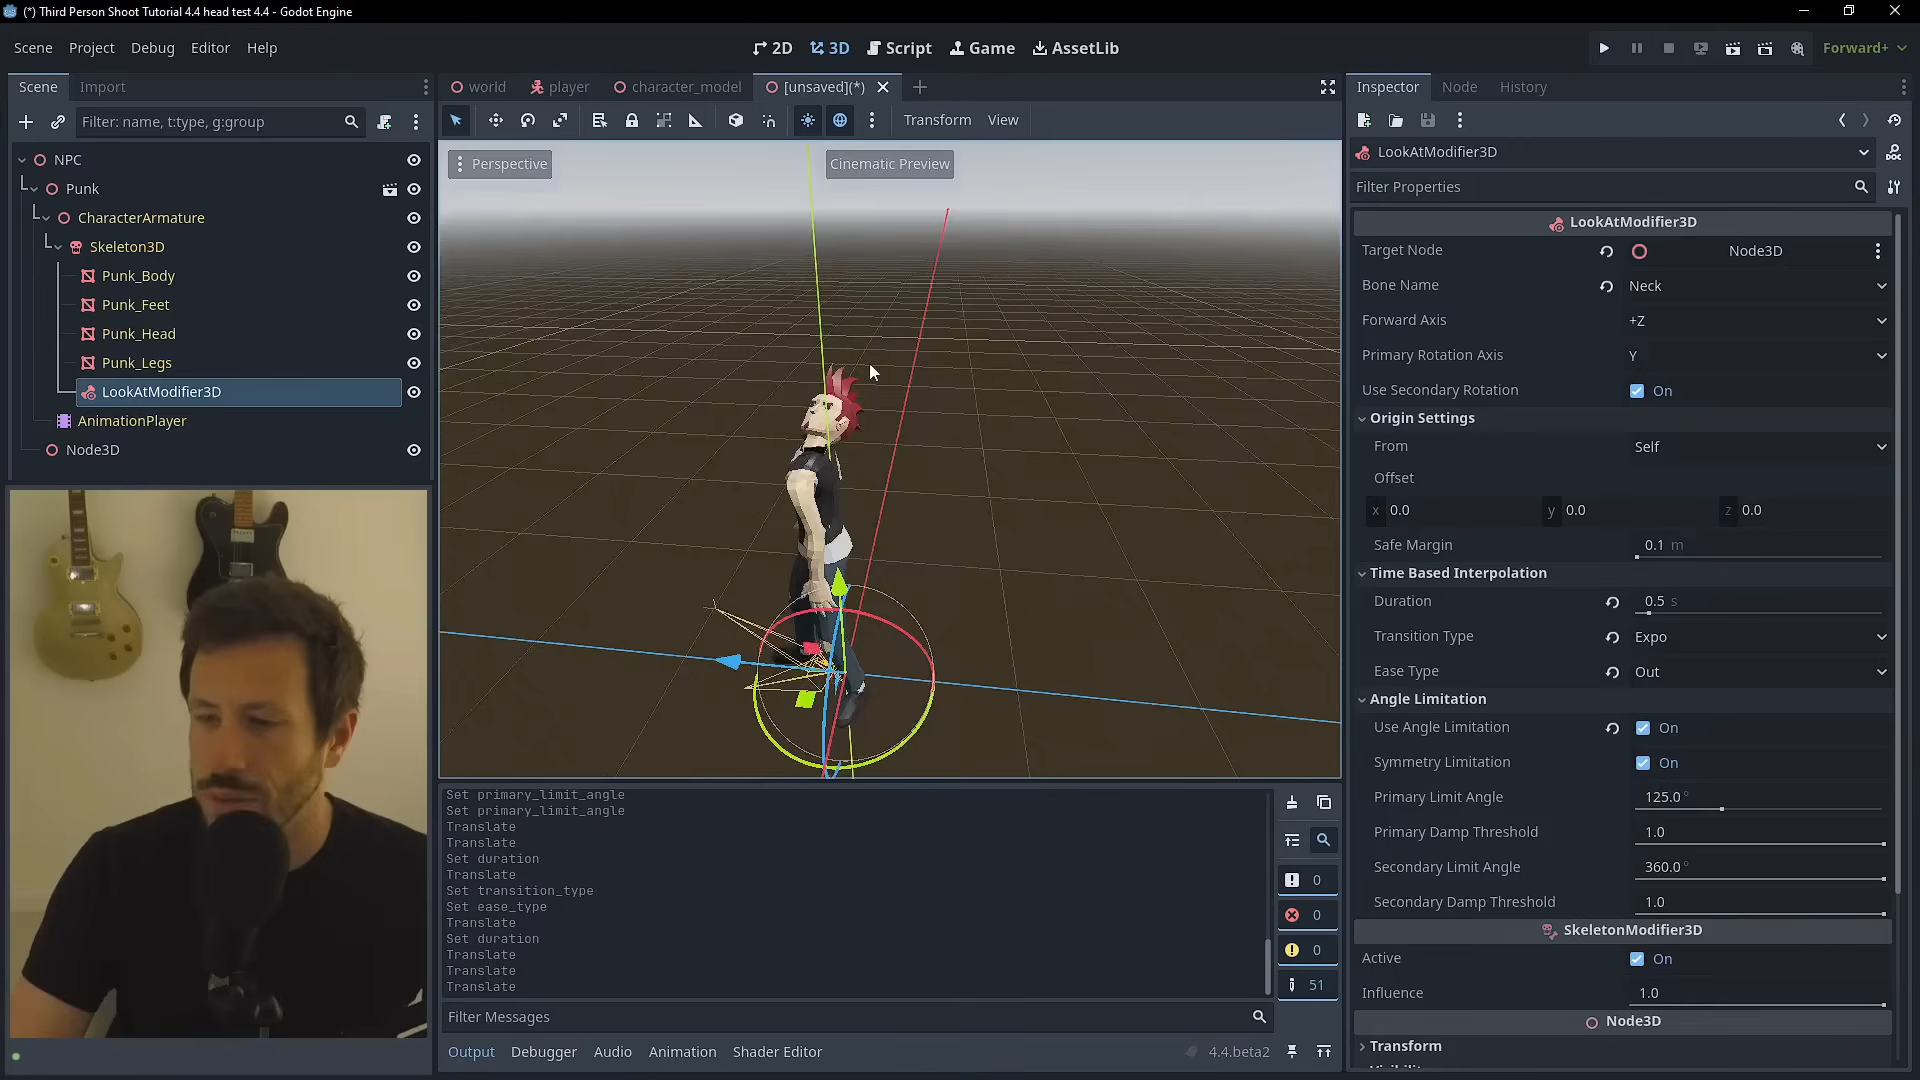 (*) Third Person Shoot Tutorial 4.4 head test 4.4 - Godot Engine
Scene Project Debug Editor Help
2D 3D Script Game AssetLib
Forward+
Scene Import
Filter: name, t:type, g:group
NPC
Punk
CharacterArmature
Skeleton3D
Punk_Body
Punk_Feet
Punk_Head
Punk_Legs
LookAtModifier3D
AnimationPlayer
Node3D
world player character_model [unsaved](*)
Transform View
Perspective
Cinematic Preview
Set primary_limit_angle
Set primary_limit_angle
Translate
Translate
Set duration
Translate
Set transition_type
Set ease_type
Translate
Set duration
Translate
Translate
Translate
0
0
0
51
Filter Messages
Output Debugger Audio Animation Shader Editor
4.4.beta2
Inspector Node History
LookAtModifier3D
Filter Properties
LookAtModifier3D
Target Node Node3D
Bone Name Neck
Forward Axis +Z
Primary Rotation Axis Y
Use Secondary Rotation On
Origin Settings
From Self
Offset
x 0.0 y 0.0 z 0.0
Safe Margin 0.1 m
Time Based Interpolation
Duration 0.5 s
Transition Type Expo
Ease Type Out
Angle Limitation
Use Angle Limitation On
Symmetry Limitation On
Primary Limit Angle 125.0 °
Primary Damp Threshold 1.0
Secondary Limit Angle 360.0 °
Secondary Damp Threshold 1.0
SkeletonModifier3D
Active On
Influence 1.0
Node3D
Transform